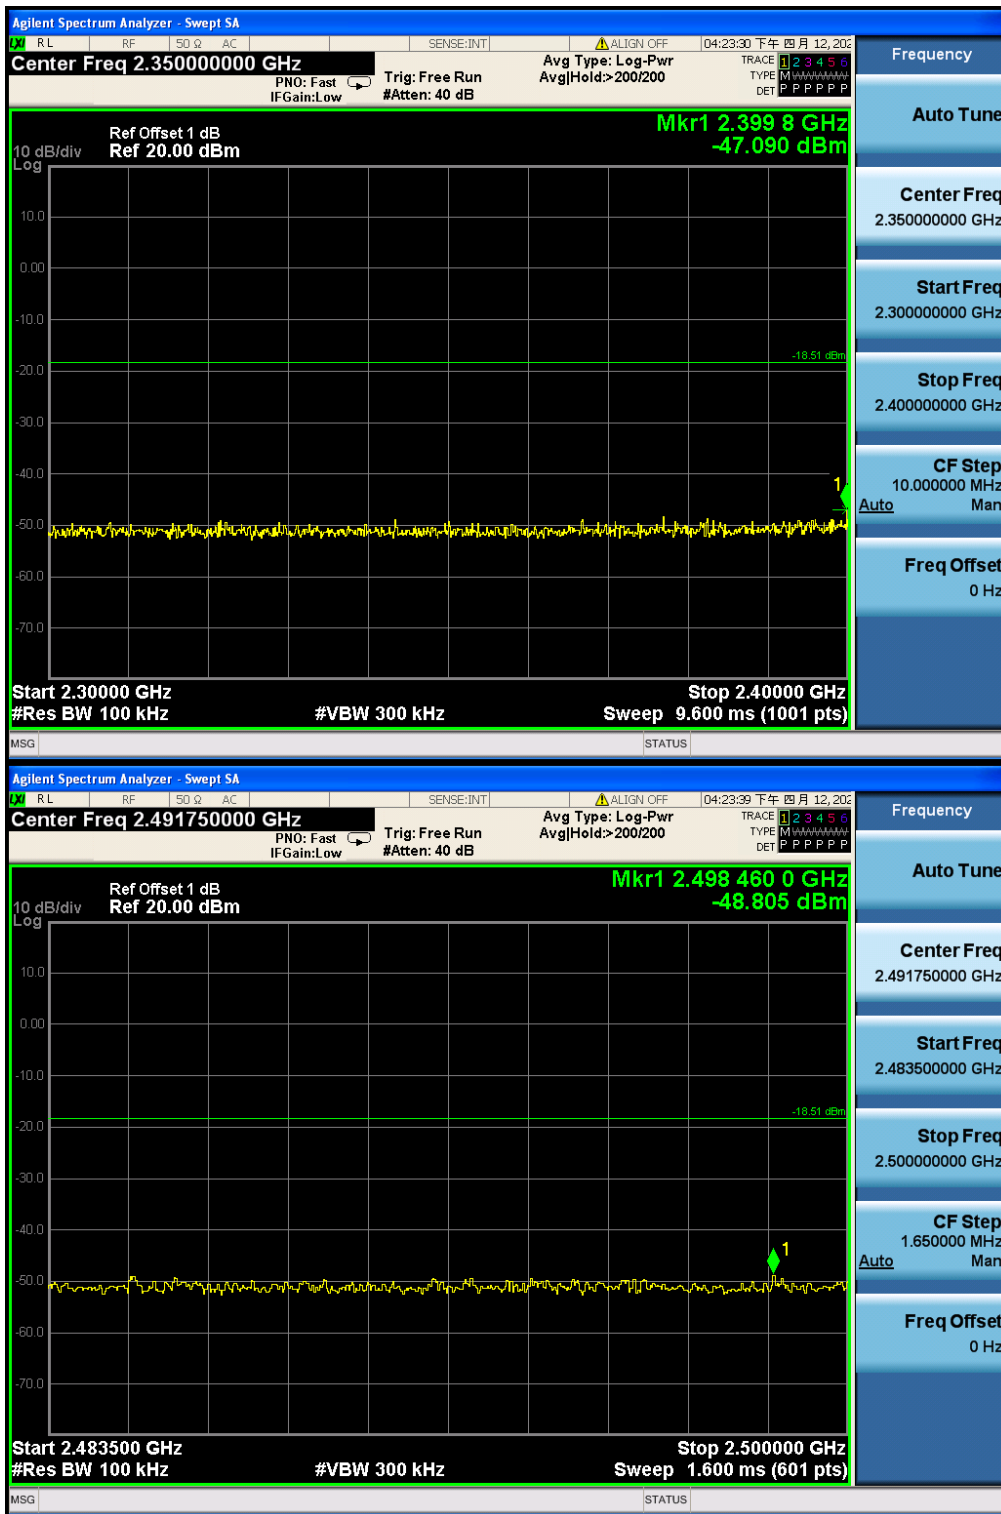 Agilent Spectrum Analyzer - Swept SA
LXI RL RF 50 Ω AC SENSE:INT ALIGN OFF 04:23:30 下午 四月 12, 202
Center Freq 2.350000000 GHz
PNO: Fast
IFGain:Low
Trig: Free Run
#Atten: 40 dB
Avg Type: Log-Pwr
Avg|Hold:>200/200
TRACE 1 2 3 4 5 6
TYPE M
DET P P P P P P
Mkr1 2.399 8 GHz
-47.090 dBm
Ref Offset 1 dB
10 dB/div Ref 20.00 dBm
Log
10.0
0.00
-10.0
-18.51 dBm
-20.0
-30.0
-40.0
1
-50.0
-60.0
-70.0
Start 2.30000 GHz Stop 2.40000 GHz
#Res BW 100 kHz #VBW 300 kHz Sweep 9.600 ms (1001 pts)
MSG STATUS
Frequency
Auto Tune
Center Freq
2.350000000 GHz
Start Freq
2.300000000 GHz
Stop Freq
2.400000000 GHz
CF Step
10.000000 MHz
Auto Man
Freq Offset
0 Hz
Agilent Spectrum Analyzer - Swept SA
LXI RL RF 50 Ω AC SENSE:INT ALIGN OFF 04:23:39 下午 四月 12, 202
Center Freq 2.491750000 GHz
PNO: Fast
IFGain:Low
Trig: Free Run
#Atten: 40 dB
Avg Type: Log-Pwr
Avg|Hold:>200/200
TRACE 1 2 3 4 5 6
TYPE M
DET P P P P P P
Mkr1 2.498 460 0 GHz
-48.805 dBm
Ref Offset 1 dB
10 dB/div Ref 20.00 dBm
Log
10.0
0.00
-10.0
-18.51 dBm
-20.0
-30.0
-40.0
1
-50.0
-60.0
-70.0
Start 2.483500 GHz Stop 2.500000 GHz
#Res BW 100 kHz #VBW 300 kHz Sweep 1.600 ms (601 pts)
MSG STATUS
Frequency
Auto Tune
Center Freq
2.491750000 GHz
Start Freq
2.483500000 GHz
Stop Freq
2.500000000 GHz
CF Step
1.650000 MHz
Auto Man
Freq Offset
0 Hz